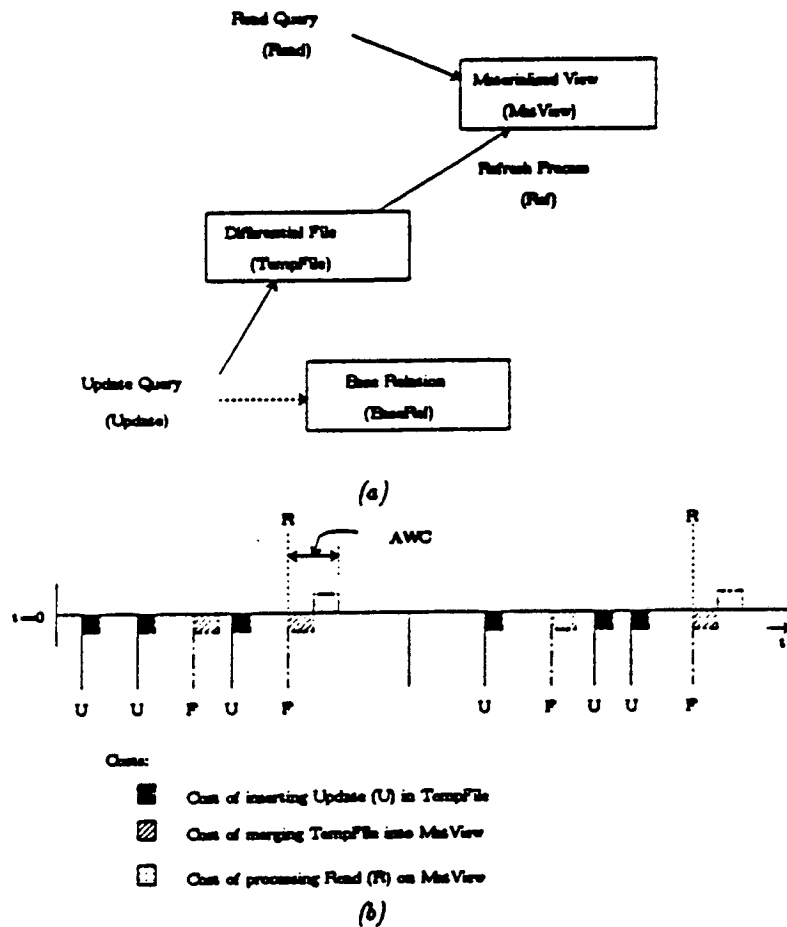 Read Query
(Read)
Materialized View
(MatView)
Refresh Process
(Ref)
Differential File
(TempFile)
Update Query
(Update)
Base Relation
(BaseRel)
(a)
R
R
AWC
t=0
t
U
U
F
U
F
U
F
U
U
F
Costs:
Cost of inserting Update (U) in TempFile
Cost of merging TempFile into MatView
Cost of processing Read (R) on MatView
(b)